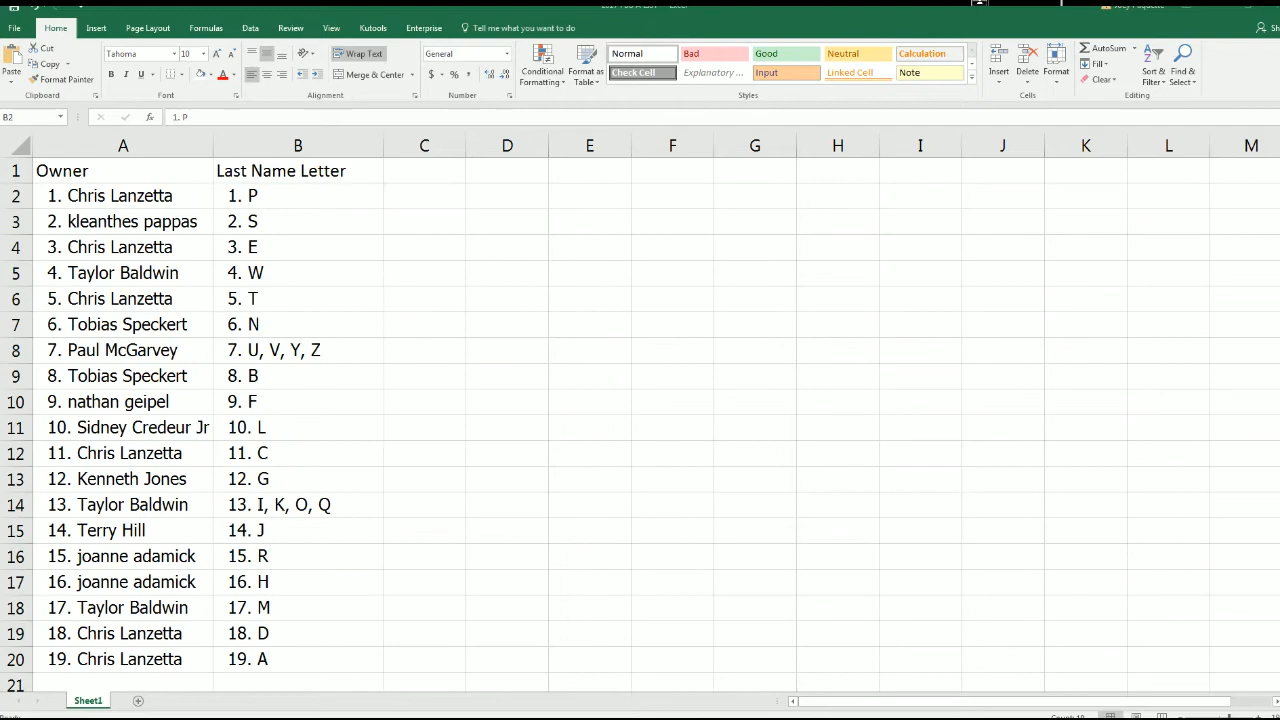 File Home Insert Page Layout Formulas Data Review View Kutools Enterprise Tell me what you want to do
Cut
Copy
Format Painter
Paste
Clipboard
Tahoma 10
B I U
Font
Wrap Text
Merge & Center
Alignment
General
$ % ,
Number
Conditional Formatting
Format as Table
Normal Bad Good Neutral Calculation
Check Cell Explanatory ... Input Linked Cell Note
Styles
Insert Delete Format
Cells
AutoSum
Fill
Clear
Sort & Filter
Find & Select
Editing
B2 fx 1. P
A B C D E F G H I J K L M
1 Owner Last Name Letter
2 1. Chris Lanzetta 1. P
3 2. kleanthes pappas 2. S
4 3. Chris Lanzetta 3. E
5 4. Taylor Baldwin 4. W
6 5. Chris Lanzetta 5. T
7 6. Tobias Speckert 6. N
8 7. Paul McGarvey 7. U, V, Y, Z
9 8. Tobias Speckert 8. B
10 9. nathan geipel 9. F
11 10. Sidney Credeur Jr 10. L
12 11. Chris Lanzetta 11. C
13 12. Kenneth Jones 12. G
14 13. Taylor Baldwin 13. I, K, O, Q
15 14. Terry Hill 14. J
16 15. joanne adamick 15. R
17 16. joanne adamick 16. H
18 17. Taylor Baldwin 17. M
19 18. Chris Lanzetta 18. D
20 19. Chris Lanzetta 19. A
21
Sheet1